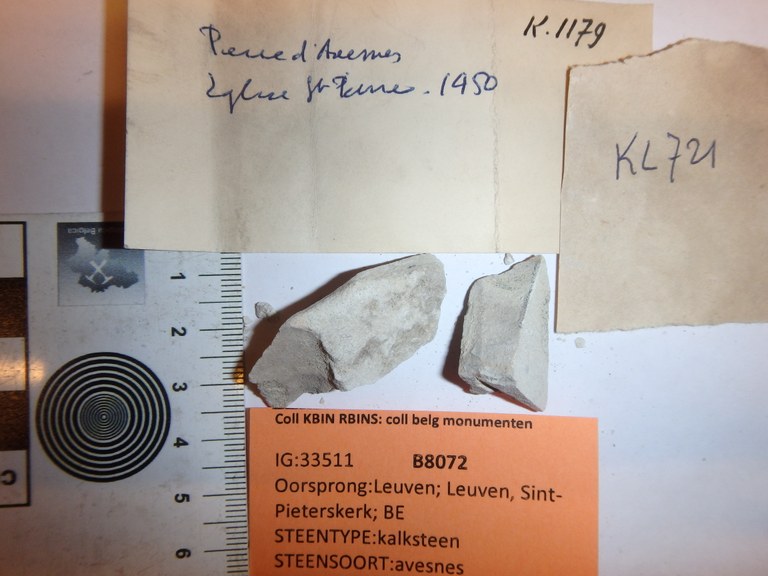 K.1179
Pierre d'Avesnes
Eglise St Pierre. 1950
KL721
1
2
3
4
5
6
Coll KBIN RBINS: coll belg monumenten
IG:33511 B8072
Oorsprong:Leuven; Leuven, Sint-
Pieterskerk; BE
STEENTYPE:kalksteen
STEENSOORT:avesnes